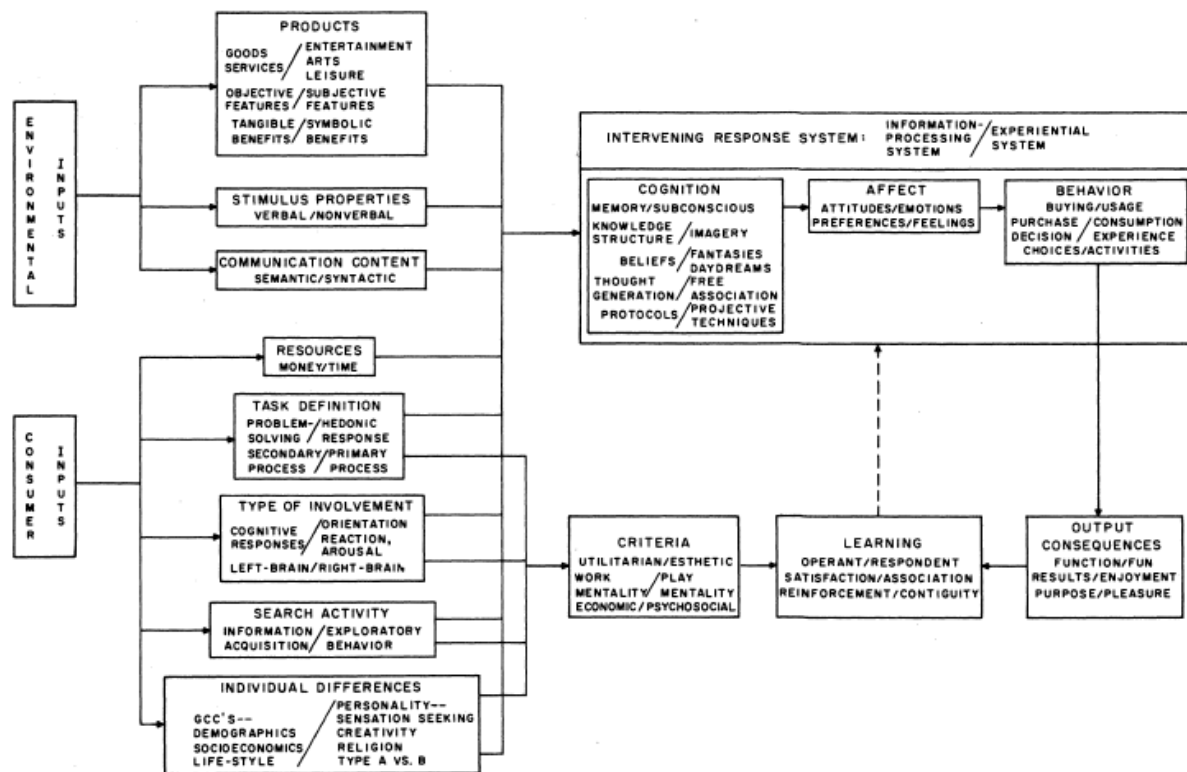 ENVIRONMENTAL
INPUTS
PRODUCTS
GOODS / ENTERTAINMENT
SERVICES / ARTS
LEISURE
OBJECTIVE / SUBJECTIVE
FEATURES / FEATURES
TANGIBLE / SYMBOLIC
BENEFITS / BENEFITS
STIMULUS PROPERTIES
VERBAL/NONVERBAL
COMMUNICATION CONTENT
SEMANTIC/SYNTACTIC
CONSUMER
INPUTS
RESOURCES
MONEY/TIME
TASK DEFINITION
PROBLEM-/HEDONIC
SOLVING / RESPONSE
SECONDARY/PRIMARY
PROCESS / PROCESS
TYPE OF INVOLVEMENT
COGNITIVE / ORIENTATION
RESPONSES / REACTION,
AROUSAL
LEFT-BRAIN/RIGHT-BRAIN
SEARCH ACTIVITY
INFORMATION / EXPLORATORY
ACQUISITION / BEHAVIOR
INDIVIDUAL DIFFERENCES
GCC'S-- / PERSONALITY--
DEMOGRAPHICS / SENSATION SEEKING
SOCIOECONOMICS / CREATIVITY
LIFE-STYLE / RELIGION
TYPE A VS. B
INTERVENING RESPONSE SYSTEM: INFORMATION- / EXPERIENTIAL
PROCESSING / SYSTEM
SYSTEM
COGNITION
MEMORY/SUBCONSCIOUS
KNOWLEDGE / IMAGERY
STRUCTURE
BELIEFS / FANTASIES
DAYDREAMS
THOUGHT / FREE
GENERATION / ASSOCIATION
PROTOCOLS / PROJECTIVE
TECHNIQUES
AFFECT
ATTITUDES/EMOTIONS
PREFERENCES/FEELINGS
BEHAVIOR
BUYING/USAGE
PURCHASE / CONSUMPTION
DECISION / EXPERIENCE
CHOICES/ACTIVITIES
CRITERIA
UTILITARIAN/ESTHETIC
WORK / PLAY
MENTALITY / MENTALITY
ECONOMIC/PSYCHOSOCIAL
LEARNING
OPERANT/RESPONDENT
SATISFACTION/ASSOCIATION
REINFORCEMENT/CONTIGUITY
OUTPUT
CONSEQUENCES
FUNCTION/FUN
RESULTS/ENJOYMENT
PURPOSE/PLEASURE